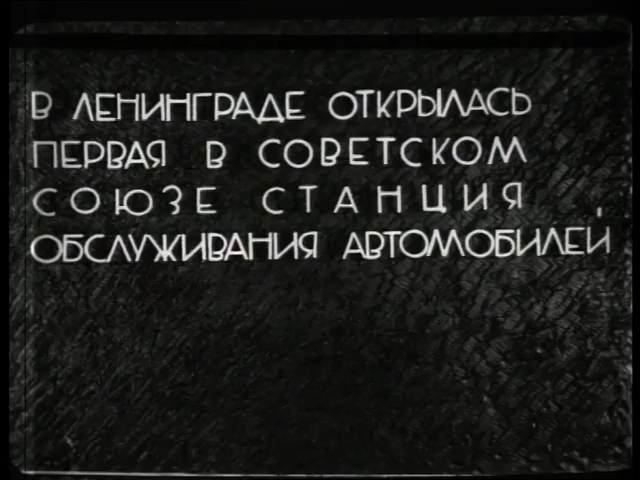 В ЛЕНИНГРАДЕ ОТКРЫЛАСЬ
ПЕРВАЯ В СОВЕТСКОМ
СОЮЗЕ СТАНЦИЯ
ОБСЛУЖИВАНИЯ АВТОМОБИЛЕЙ